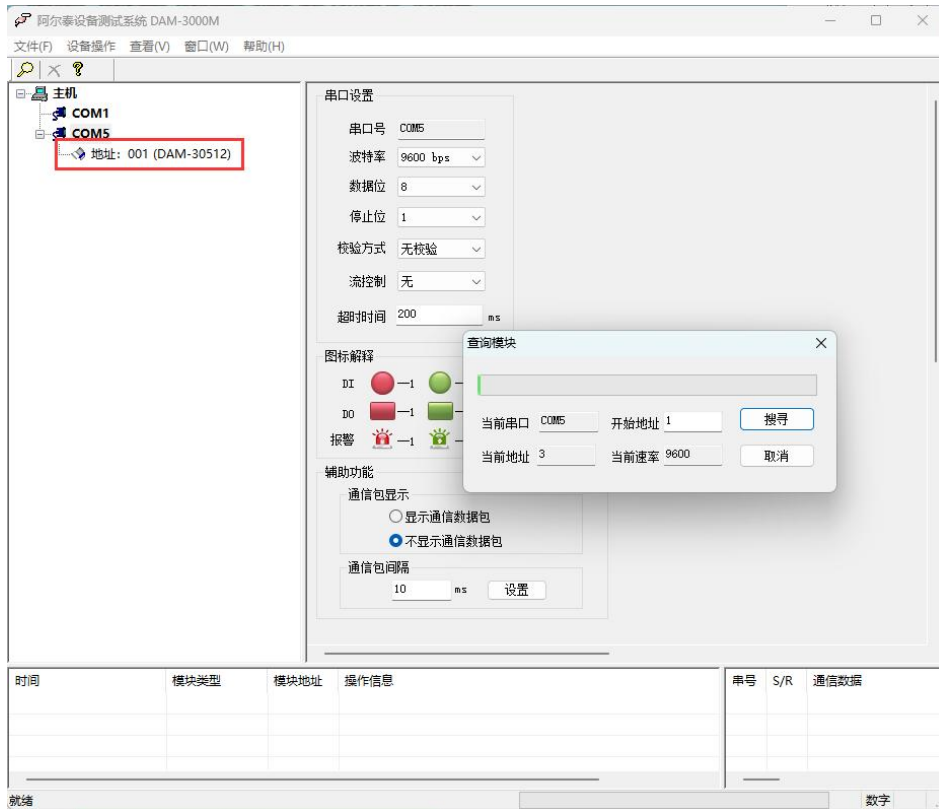 阿尔泰设备测试系统 DAM-3000M
文件(F) 设备操作 查看(V) 窗口(W) 帮助(H)
主机
COM1
COM5
地址：001 (DAM-30512)
串口设置
串口号 COM5
波特率 9600 bps
数据位 8
停止位 1
校验方式 无校验
流控制 无
超时时间 200 ms
图标解释
DI —1
DO —1
报警 —1
辅助功能
通信包显示
显示通信数据包
不显示通信数据包
通信包间隔
10 ms 设置
查询模块
当前串口 COM5 开始地址 1 搜寻
当前地址 3 当前速率 9600 取消
时间 模块类型 模块地址 操作信息
串号 S/R 通信数据
就绪 数字